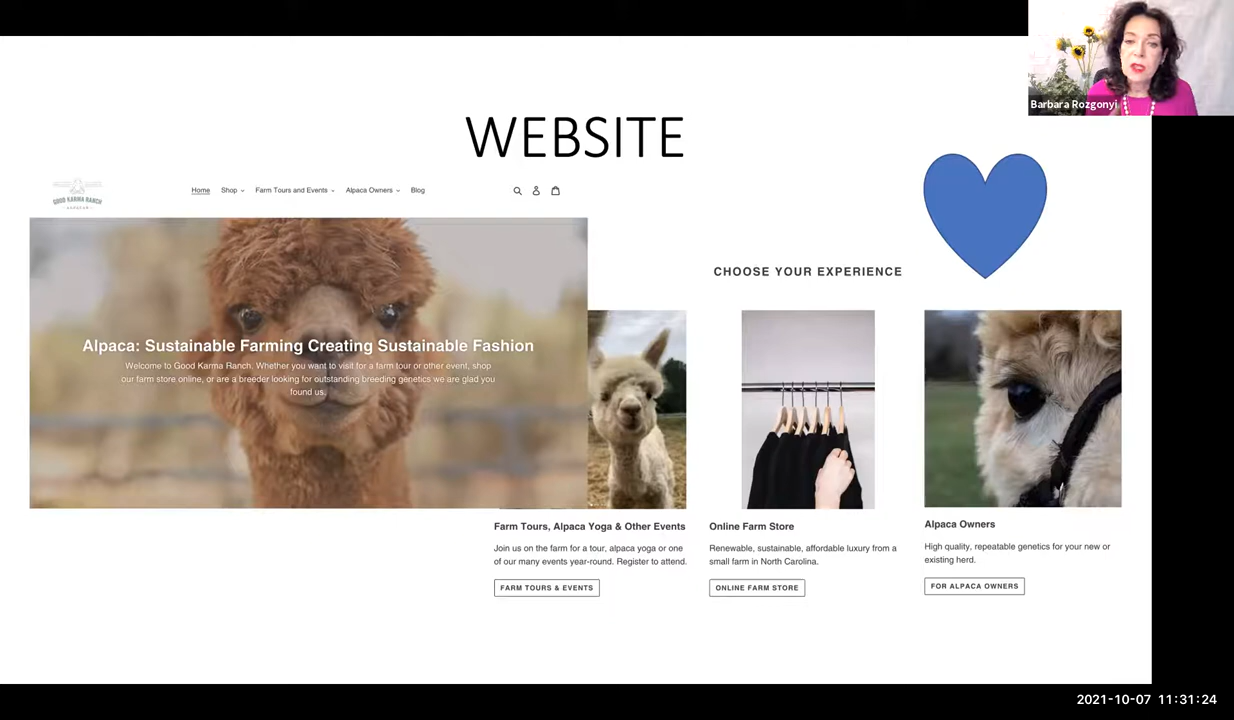 Barbara Rozgonyi
WEBSITE
GOOD KARMA RANCH
ALPACAS
Home Shop Farm Tours and Events Alpaca Owners Blog
CHOOSE YOUR EXPERIENCE
Alpaca: Sustainable Farming Creating Sustainable Fashion
Welcome to Good Karma Ranch. Whether you want to visit for a farm tour or other event, shop
our farm store online, or are a breeder looking for outstanding breeding genetics we are glad you
found us.
Farm Tours, Alpaca Yoga & Other Events
Join us on the farm for a tour, alpaca yoga or one
of our many events year-round. Register to attend.
FARM TOURS & EVENTS
Online Farm Store
Renewable, sustainable, affordable luxury from a
small farm in North Carolina.
ONLINE FARM STORE
Alpaca Owners
High quality, repeatable genetics for your new or
existing herd.
FOR ALPACA OWNERS
2021-10-07 11:31:24